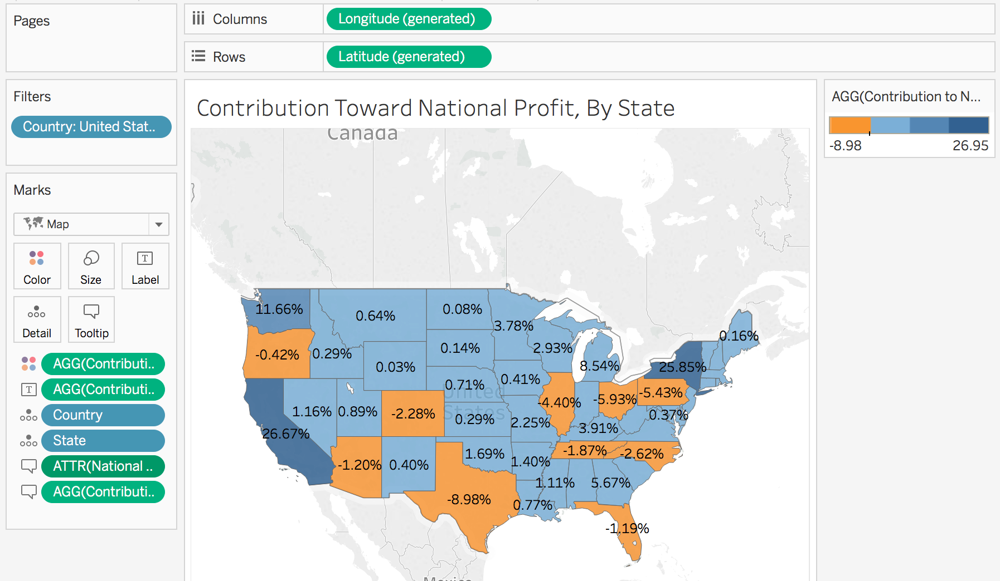 Pages
Columns
Longitude (generated)
Rows
Latitude (generated)
Filters
Country: United Stat..
Marks
Map
Color
Size
Label
Detail
Tooltip
AGG(Contributi..
T
AGG(Contributi..
Country
State
ATTR(National ..
AGG(Contributi..
Contribution Toward National Profit, By State
Canada
11.66%
0.64%
0.08%
3.78%
0.16%
-0.42%
0.29%
0.14%
2.93%
0.03%
8.54%
25.85%
0.71%
0.41%
United
States
-4.40%
-5.93%
-5.43%
1.16%
0.89%
-2.28%
0.29%
2.25%
0.37%
26.67%
3.91%
-1.20%
0.40%
1.69%
1.40%
-1.87%
-2.62%
1.11%
5.67%
-8.98%
0.77%
-1.19%
Mexico
AGG(Contribution to N...
-8.98
26.95